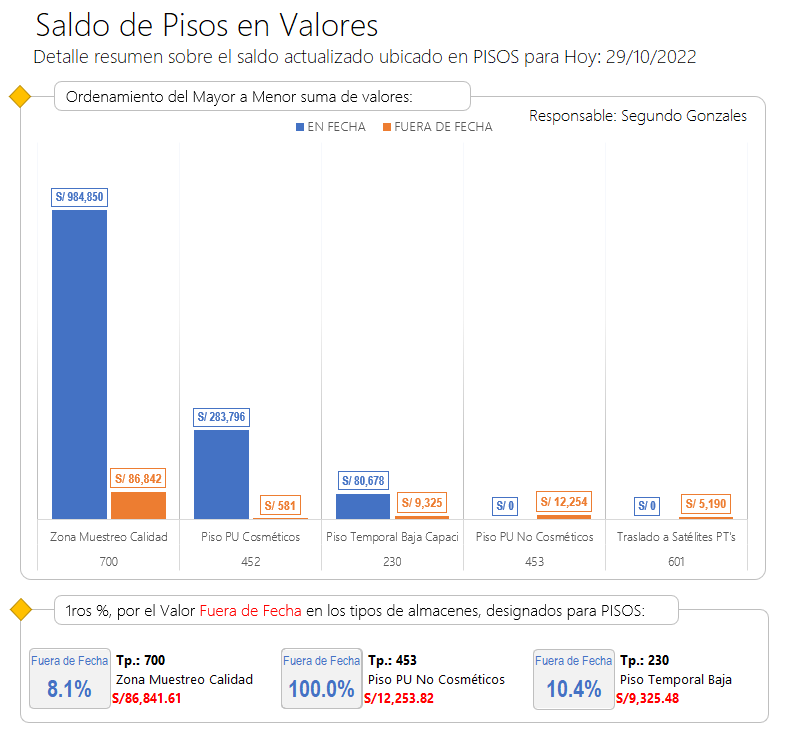 Saldo de Pisos en Valores
Detalle resumen sobre el saldo actualizado ubicado en PISOS para Hoy: 29/10/2022
Ordenamiento del Mayor a Menor suma de valores:
Responsable: Segundo Gonzales
EN FECHA FUERA DE FECHA
S/ 984,850
S/ 86,842
S/ 283,796
S/ 581
S/ 80,678
S/ 9,325
S/ 0
S/ 12,254
S/ 0
S/ 5,190
Zona Muestreo Calidad Piso PU Cosméticos Piso Temporal Baja Capaci Piso PU No Cosméticos Traslado a Satélites PT's
700 452 230 453 601
1ros %, por el Valor Fuera de Fecha en los tipos de almacenes, designados para PISOS:
Fuera de Fecha
8.1%
Tp.: 700
Zona Muestreo Calidad
S/86,841.61
Fuera de Fecha
100.0%
Tp.: 453
Piso PU No Cosméticos
S/12,253.82
Fuera de Fecha
10.4%
Tp.: 230
Piso Temporal Baja
S/9,325.48